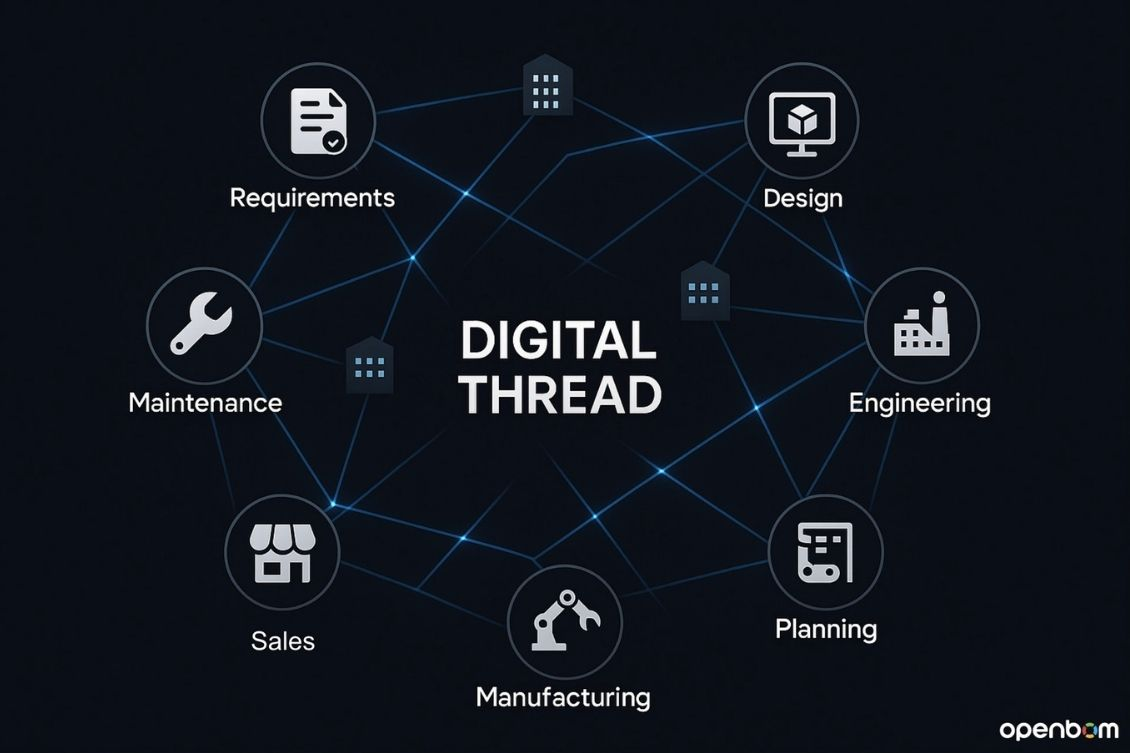 Requirements
Design
DIGITAL
THREAD
Maintenance
Engineering
Sales
Planning
Manufacturing
openbom